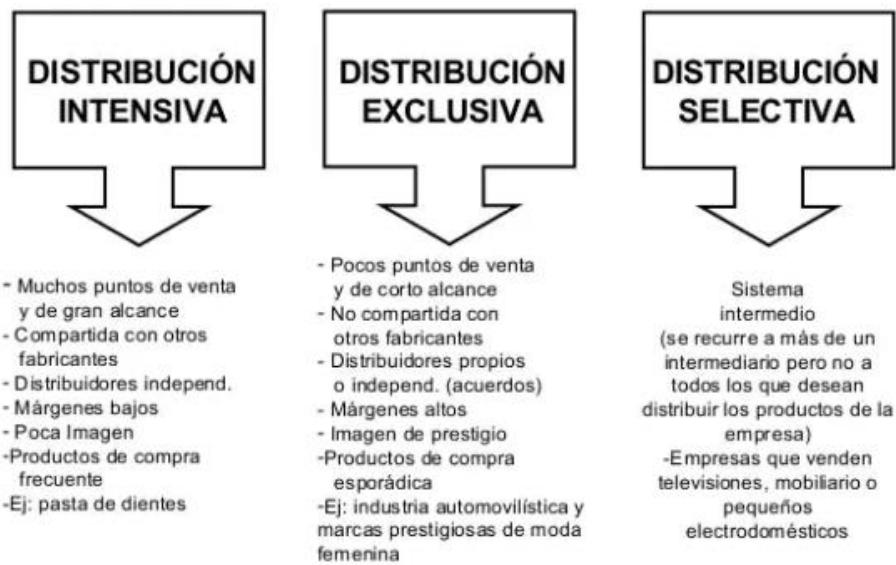 DISTRIBUCIÓN
INTENSIVA
- Muchos puntos de venta
y de gran alcance
- Compartida con otros
fabricantes
- Distribuidores independ.
- Márgenes bajos
- Poca Imagen
-Productos de compra
frecuente
-Ej: pasta de dientes
DISTRIBUCIÓN
EXCLUSIVA
- Pocos puntos de venta
y de corto alcance
- No compartida con
otros fabricantes
- Distribuidores propios
o independ. (acuerdos)
- Márgenes altos
- Imagen de prestigio
-Productos de compra
esporádica
-Ej: industria automovilística y
marcas prestigiosas de moda
femenina
DISTRIBUCIÓN
SELECTIVA
Sistema
intermedio
(se recurre a más de un
intermediario pero no a
todos los que desean
distribuir los productos de la
empresa)
-Empresas que venden
televisiones, mobiliario o
pequeños
electrodomésticos